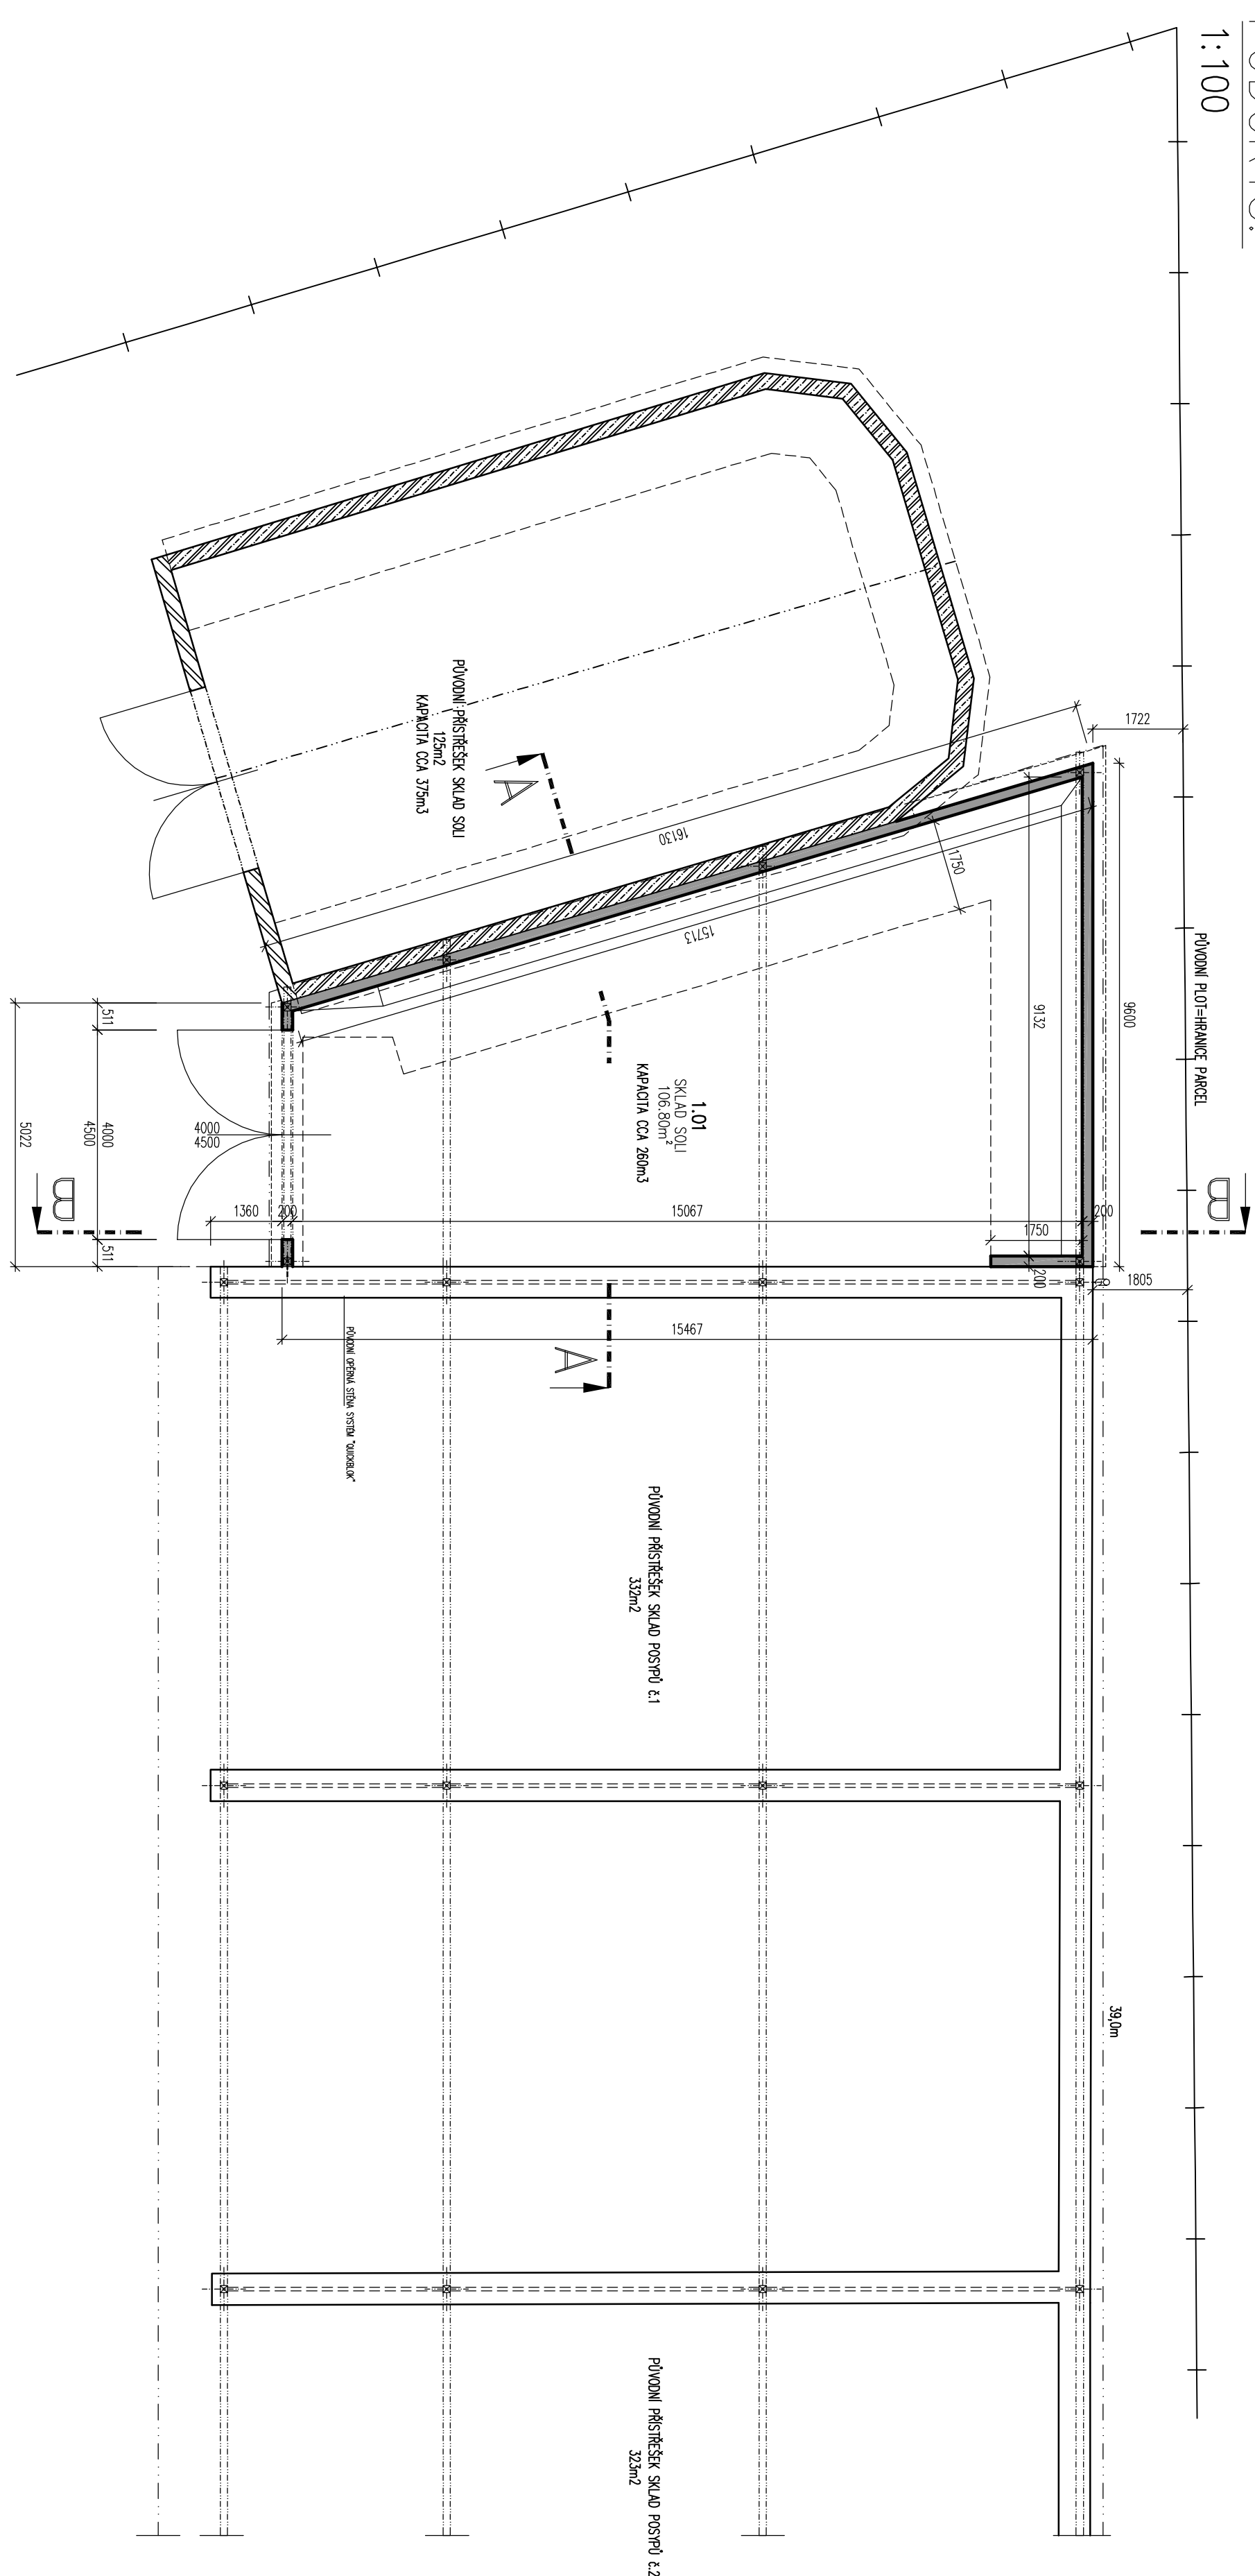 1:100
PŮVODNÍ PLOT=HRANICE PARCEL
1722
9600
B
1805
39,0m
9132
1750
200
200
1750
16130
15713
15067
15467
200
1360
PŮVODNÍ PŘÍSTŘEŠEK SKLAD SOLI
125m2
KAPACITA CCA 375m3
A
1.01
SKLAD SOLI
106.80m²
KAPACITA CCA 260m3
A
PŮVODNÍ PŘÍSTŘEŠEK SKLAD POSYPŮ č.1
332m2
PŮVODNÍ PŘÍSTŘEŠEK SKLAD POSYPŮ č.2
323m2
PŮVODNÍ OPĚRNÁ STĚNA SYSTÉM "QUICKBLOK"
4000
4500
511
4000
4500
511
5022
B